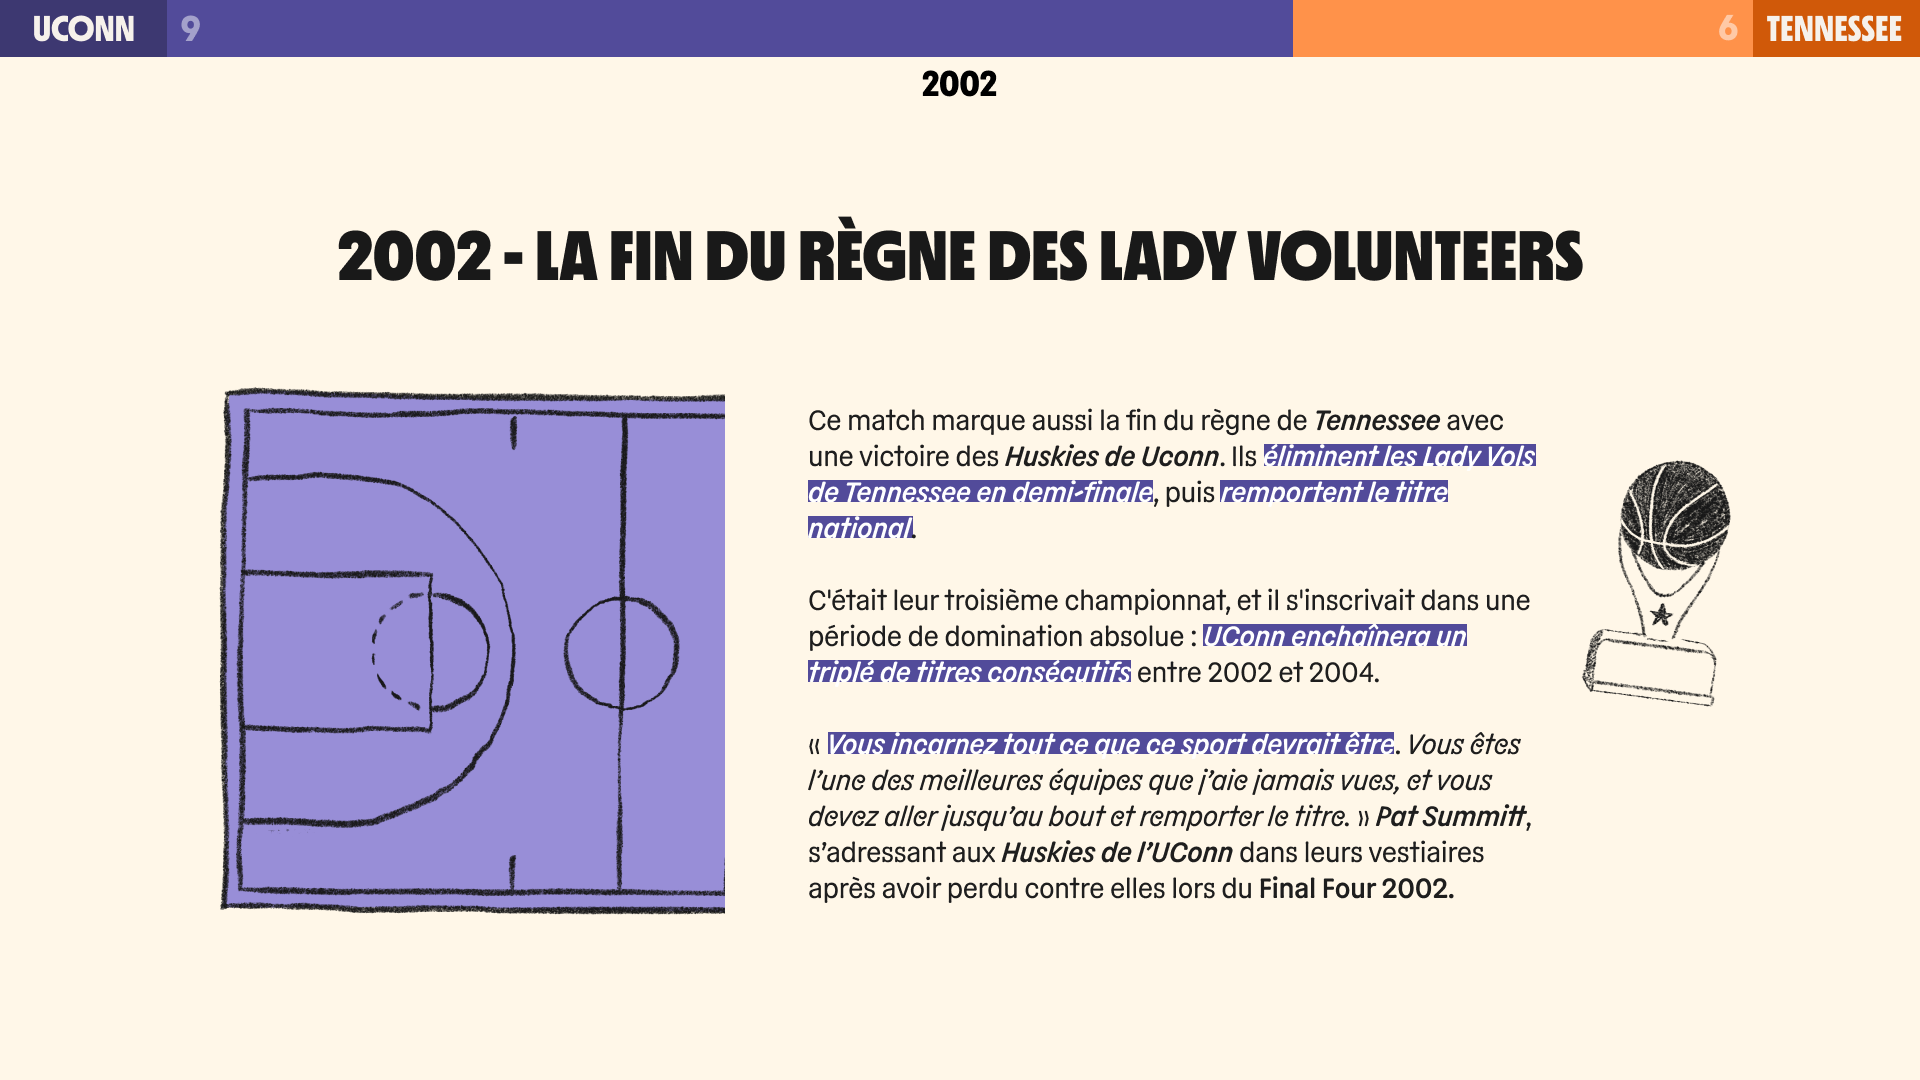 UCONN 9 6 TENNESSEE
2002
2002 - LA FIN DU RÈGNE DES LADY VOLUNTEERS
Ce match marque aussi la fin du règne de Tennessee avec
une victoire des Huskies de Uconn. Ils éliminent les Lady Vols
de Tennessee en demi-finale, puis remportent le titre
national.
C'était leur troisième championnat, et il s'inscrivait dans une
période de domination absolue : UConn enchaînera un
triplé de titres consécutifs entre 2002 et 2004.
« Vous incarnez tout ce que ce sport devrait être. Vous êtes
l’une des meilleures équipes que j’aie jamais vues, et vous
devez aller jusqu’au bout et remporter le titre. » Pat Summitt,
s’adressant aux Huskies de l’UConn dans leurs vestiaires
après avoir perdu contre elles lors du Final Four 2002.